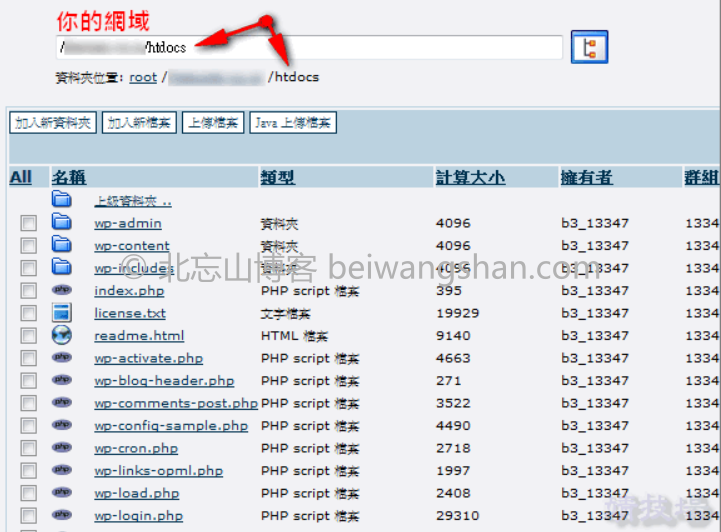 你的網域
/ /htdocs
資料夾位置: root / /htdocs
加入新資料夾 加入新檔案 上傳檔案 Java 上傳檔案
All 名稱 類型 計算大小 擁有者 群組
上級資料夾 ..
wp-admin 資料夾 4096 b3_13347 1334
wp-content 資料夾 4096 b3_13347 1334
wp-includes 資料夾 4096 b3_13347 1334
© 北忘山博客 beiwangshan.com
index.php PHP script 檔案 395 b3_13347 1334
license.txt 文字檔案 19929 b3_13347 1334
readme.html HTML 檔案 9140 b3_13347 1334
php wp-activate.php PHP script 檔案 4663 b3_13347 1334
php wp-blog-header.php PHP script 檔案 271 b3_13347 1334
php wp-comments-post.php PHP script 檔案 3522 b3_13347 1334
php wp-config-sample.php PHP script 檔案 4490 b3_13347 1334
php wp-cron.php PHP script 檔案 2718 b3_13347 1334
php wp-links-opml.php PHP script 檔案 1997 b3_13347 1334
php wp-load.php PHP script 檔案 2408 b3_13347 1334
php wp-login.php PHP script 檔案 29310 b3_13347 1334